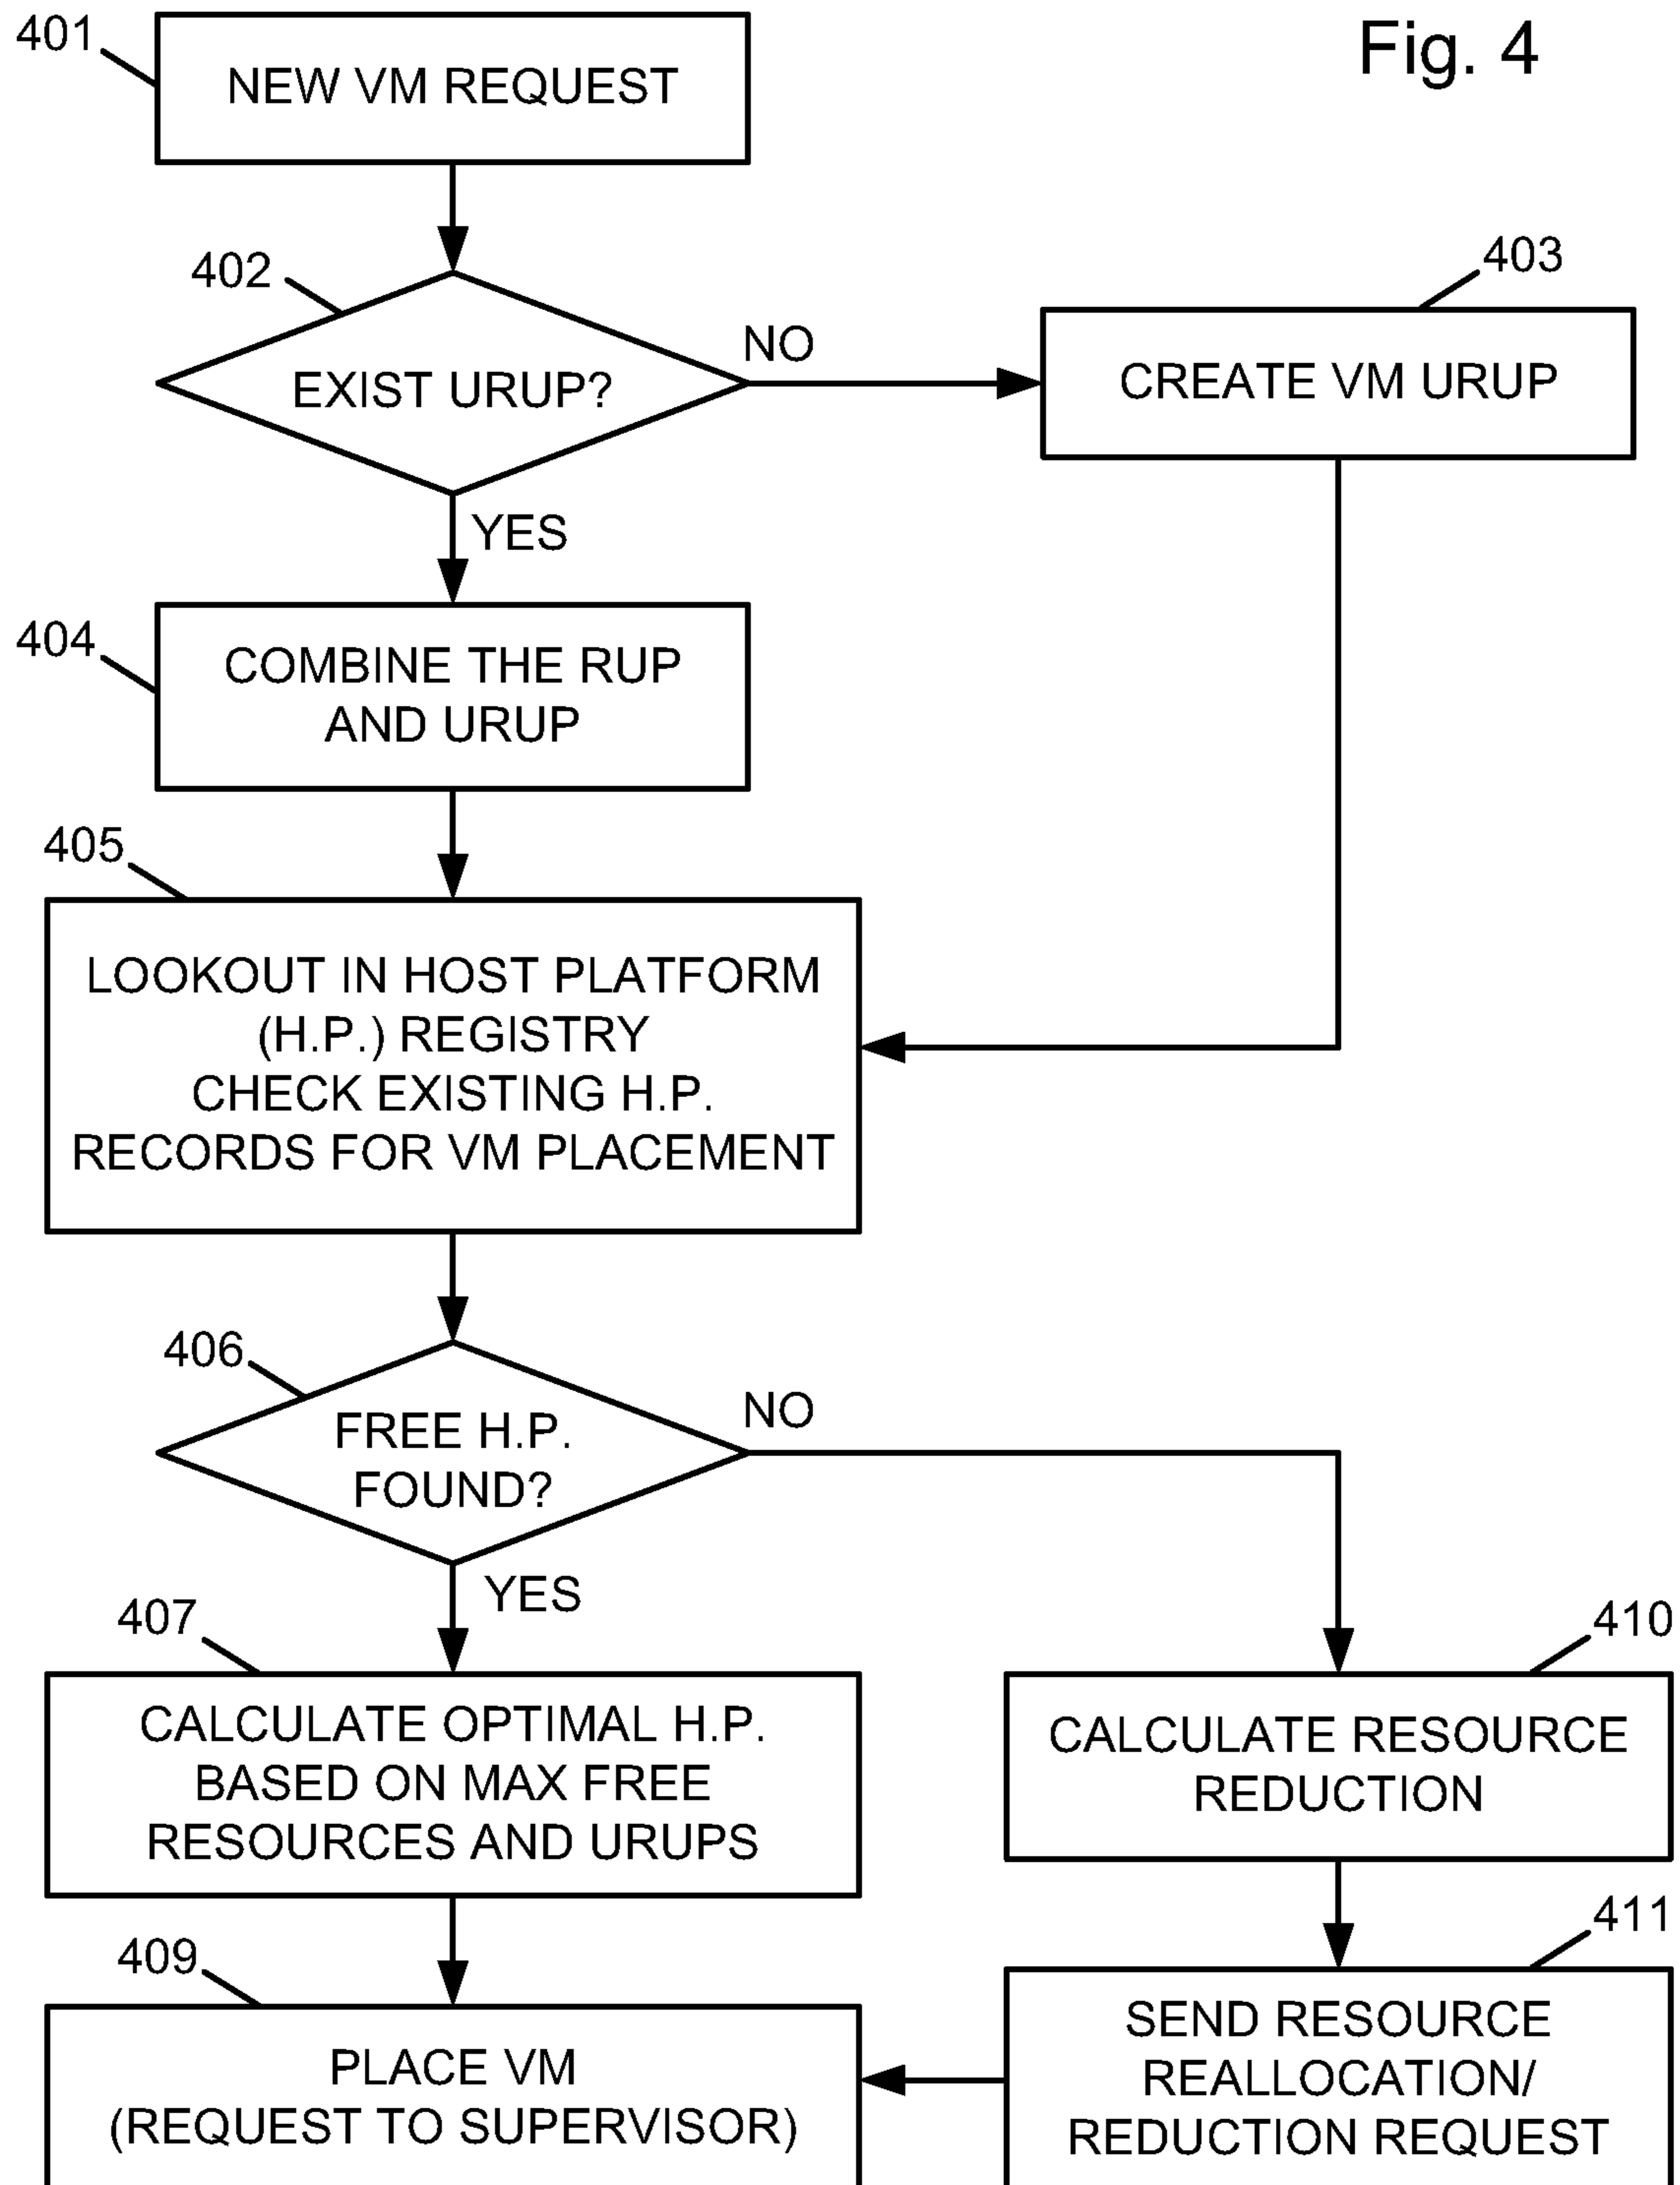 Fig. 4
401
NEW VM REQUEST
402
EXIST URUP?
NO
403
CREATE VM URUP
YES
404
COMBINE THE RUP
AND URUP
405
LOOKOUT IN HOST PLATFORM
(H.P.) REGISTRY
CHECK EXISTING H.P.
RECORDS FOR VM PLACEMENT
406
FREE H.P.
FOUND?
NO
YES
407
CALCULATE OPTIMAL H.P.
BASED ON MAX FREE
RESOURCES AND URUPS
410
CALCULATE RESOURCE
REDUCTION
409
PLACE VM
(REQUEST TO SUPERVISOR)
411
SEND RESOURCE
REALLOCATION/
REDUCTION REQUEST